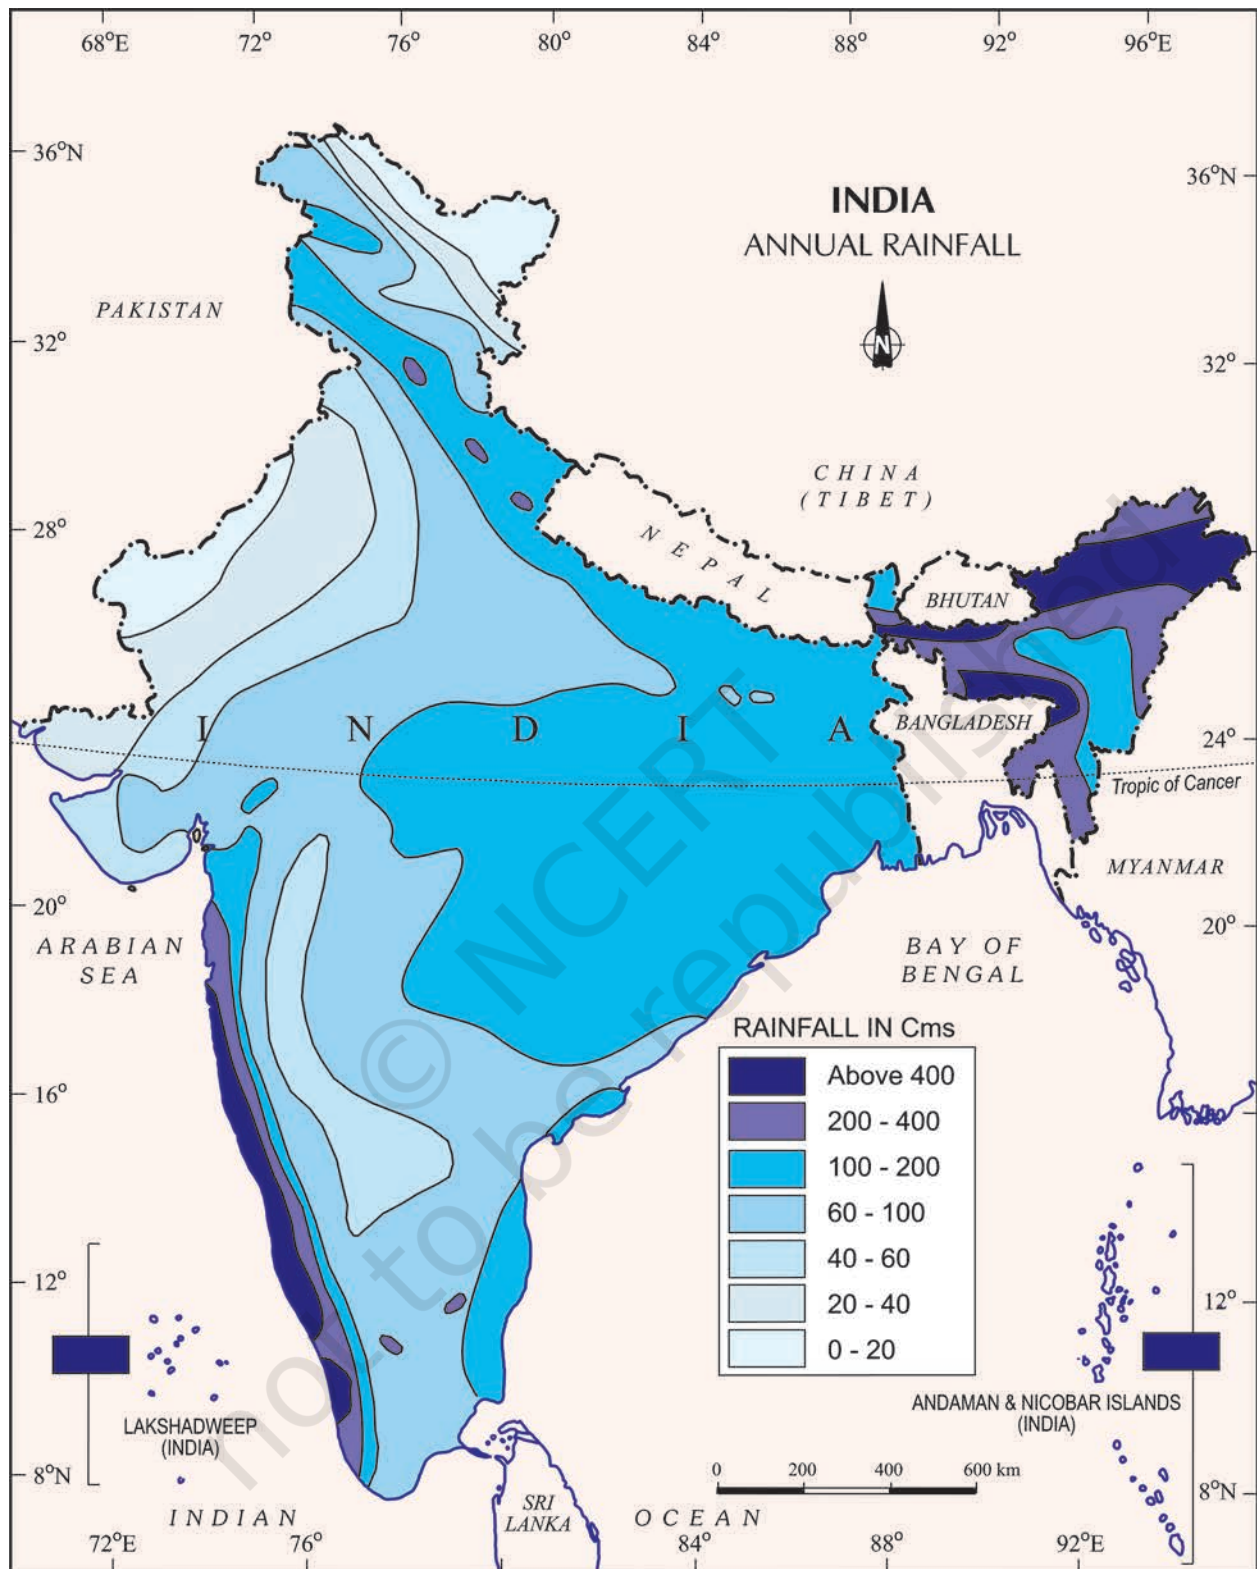 68°E 72° 76° 80° 84° 88° 92° 96°E
36°N
36°N
INDIA
ANNUAL RAINFALL
N
PAKISTAN
32°
32°
CHINA
(TIBET)
28°
NEPAL
BHUTAN
INDIA
BANGLADESH
24°
Tropic of Cancer
MYANMAR
20°
20°
ARABIAN
SEA
BAY OF
BENGAL
© NCERT
not to be republished
RAINFALL IN Cms
Above 400
200 - 400
100 - 200
60 - 100
40 - 60
20 - 40
0 - 20
16°
12°
12°
LAKSHADWEEP
(INDIA)
ANDAMAN & NICOBAR ISLANDS
(INDIA)
8°N
8°N
0 200 400 600 km
SRI
LANKA
INDIAN OCEAN
72°E 76° 84° 88° 92°E